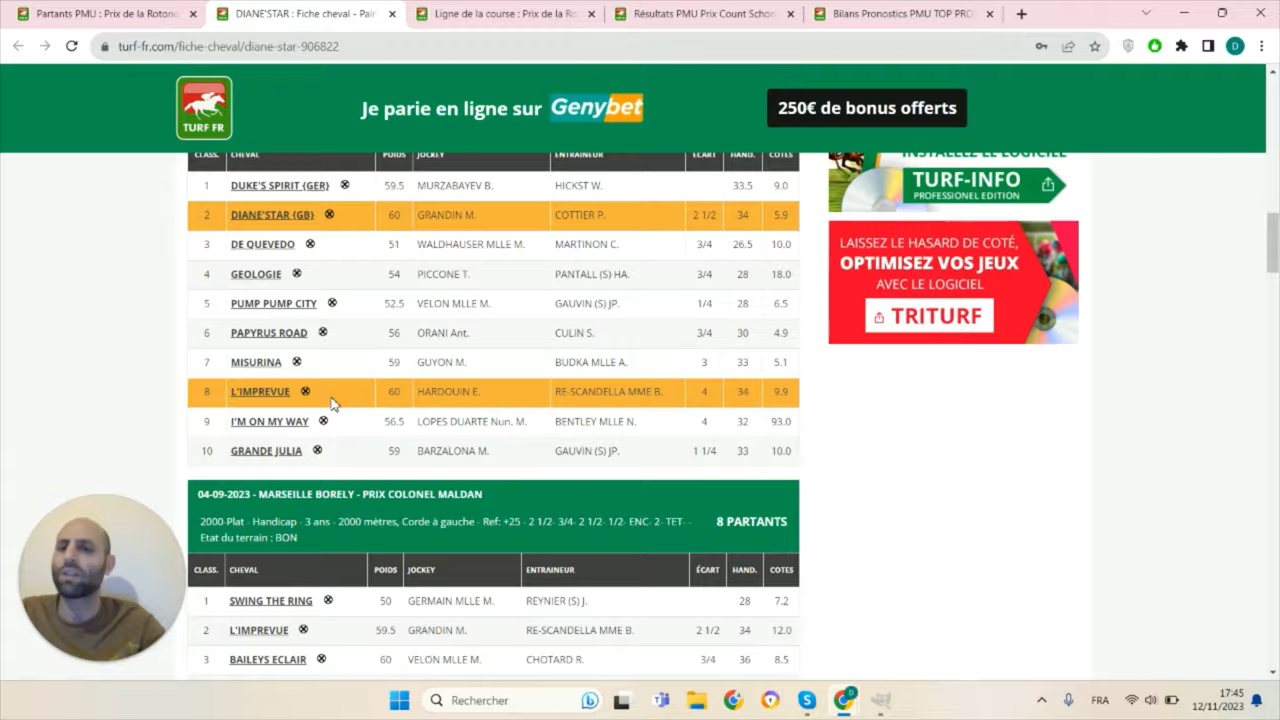 Partants PMU : Prix de la Roton
DIANE'STAR : Fiche cheval - Pair
Ligne de la course : Prix de la Ro
Résultats PMU Prix Count Schon
Bilans Pronostics PMU TOP PRO
turf-fr.com/fiche-cheval/diane-star-906822
D
TURF FR
Je parie en ligne sur Genybet
250€ de bonus offerts
CLASS. CHEVAL POIDS JOCKEY ENTRAINEUR ÉCART HAND. COTES
1 DUKE'S SPIRIT {GER} 59.5 MURZABAYEV B. HICKST W. 33.5 9.0
2 DIANE'STAR {GB} 60 GRANDIN M. COTTIER P. 2 1/2 34 5.9
3 DE QUEVEDO 51 WALDHAUSER MLLE M. MARTINON C. 3/4 26.5 10.0
4 GEOLOGIE 54 PICCONE T. PANTALL (S) HA. 3/4 28 18.0
5 PUMP PUMP CITY 52.5 VELON MLLE M. GAUVIN (S) JP. 1/4 28 6.5
6 PAPYRUS ROAD 56 ORANI Ant. CULIN S. 3/4 30 4.9
7 MISURINA 59 GUYON M. BUDKA MLLE A. 3 33 5.1
8 L'IMPREVUE 60 HARDOUIN E. RE-SCANDELLA MME B. 4 34 9.9
9 I'M ON MY WAY 56.5 LOPES DUARTE Nun. M. BENTLEY MLLE N. 4 32 93.0
10 GRANDE JULIA 59 BARZALONA M. GAUVIN (S) JP. 1 1/4 33 10.0
INSTALLEZ LE LOGICIEL
TURF-INFO
PROFESSIONEL EDITION
LAISSEZ LE HASARD DE COTÉ,
OPTIMISEZ VOS JEUX
AVEC LE LOGICIEL
TRITURF
04-09-2023 - MARSEILLE BORELY - PRIX COLONEL MALDAN
2000-Plat - Handicap - 3 ans - 2000 mètres, Corde à gauche - Ref: +25 - 2 1/2- 3/4- 2 1/2- 1/2- ENC- 2- TET- -
Etat du terrain : BON
8 PARTANTS
CLASS. CHEVAL POIDS JOCKEY ENTRAINEUR ÉCART HAND. COTES
1 SWING THE RING 50 GERMAIN MLLE M. REYNIER (S) J. 28 7.2
2 L'IMPREVUE 59.5 GRANDIN M. RE-SCANDELLA MME B. 2 1/2 34 12.0
3 BAILEYS ECLAIR 60 VELON MLLE M. CHOTARD R. 3/4 36 8.5
Rechercher
FRA
17:45
12/11/2023